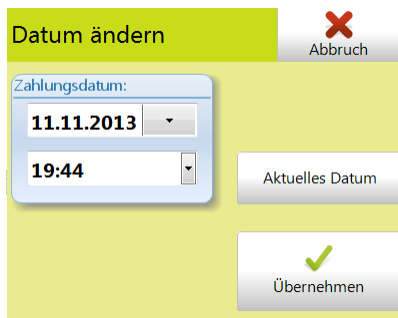 Datum ändern
Abbruch
Zahlungsdatum:
11.11.2013
19:44
Aktuelles Datum
Übernehmen